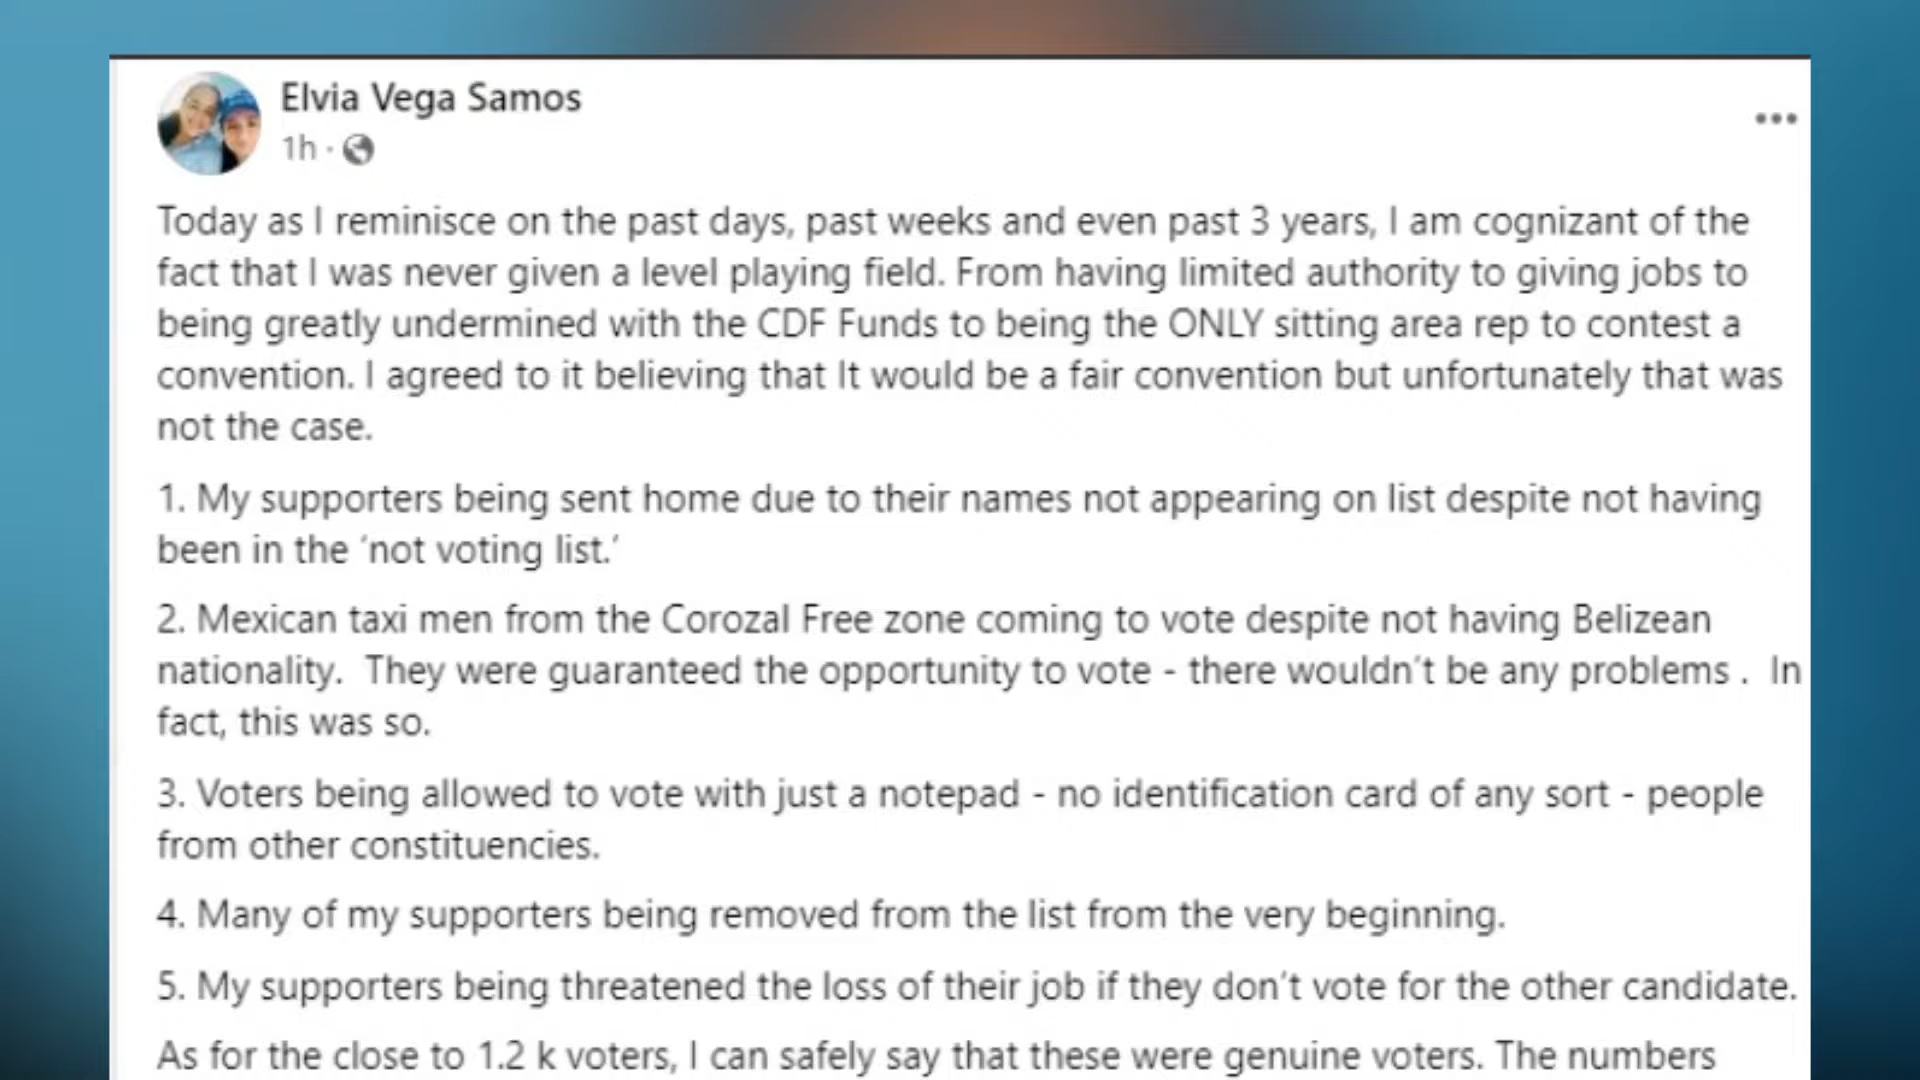 Elvia Vega Samos
1h ·
Today as I reminisce on the past days, past weeks and even past 3 years, I am cognizant of the
fact that I was never given a level playing field. From having limited authority to giving jobs to
being greatly undermined with the CDF Funds to being the ONLY sitting area rep to contest a
convention. I agreed to it believing that It would be a fair convention but unfortunately that was
not the case.
1. My supporters being sent home due to their names not appearing on list despite not having
been in the ‘not voting list.’
2. Mexican taxi men from the Corozal Free zone coming to vote despite not having Belizean
nationality.  They were guaranteed the opportunity to vote - there wouldn’t be any problems .  In
fact, this was so.
3. Voters being allowed to vote with just a notepad - no identification card of any sort - people
from other constituencies.
4. Many of my supporters being removed from the list from the very beginning.
5. My supporters being threatened the loss of their job if they don’t vote for the other candidate.
As for the close to 1.2 k voters, I can safely say that these were genuine voters. The numbers